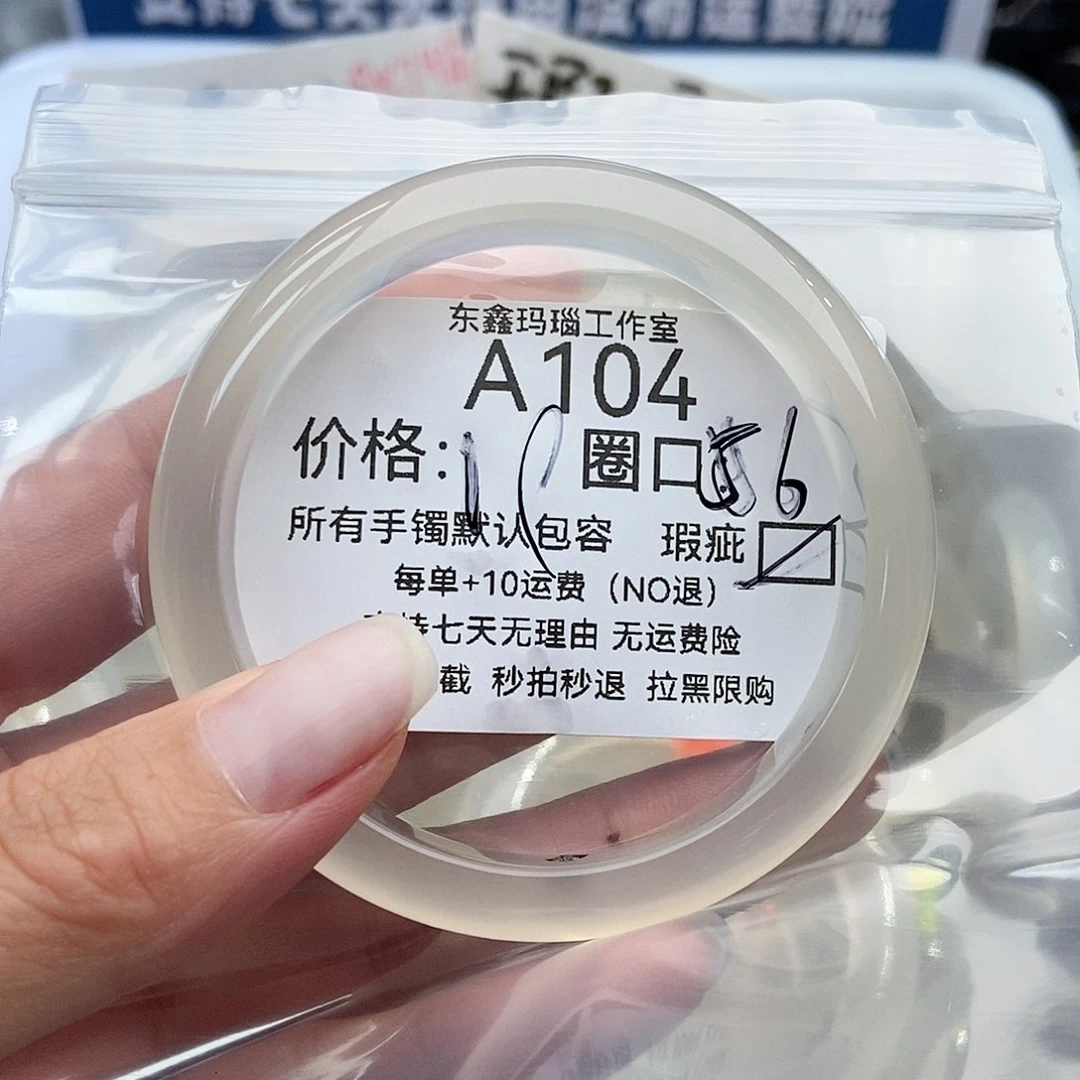 东鑫玛瑙工作室
A104
价格: 圈口 56
所有手镯默认包容 瑕疵
每单+10运费（NO退）
支持七天无理由 无运费险
截 秒拍秒退 拉黑限购